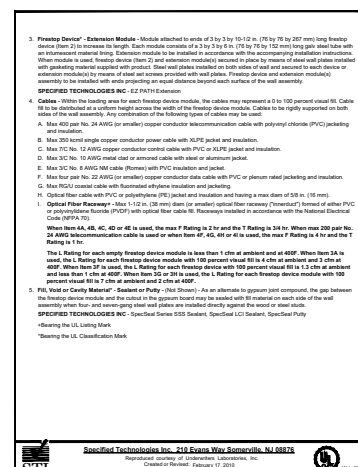 3. Firestop Device* - Extension Module - Module attached to ends of 3 by 3 by 10-1/2 in. (76 by 76 by 267 mm) long firestop
device (Item 2) to increase its length. Each module consists of a 3 by 3 by 6 in. (76 by 76 by 152 mm) long galv steel tube with
an intumescent material lining. Extension module to be installed in accordance with the accompanying installation instructions.
When module is used, firestop device (Item 2) and extension module(s) secured in place by means of steel wall plates installed
with gasketing material supplied with product. Steel wall plates installed on both sides of wall and secured to each device or
extension module(s) by means of steel set screws provided with wall plates. Firestop device and extension module(s)
assembly to be installed with ends projecting an equal distance beyond each surface of the wall assembly.
SPECIFIED TECHNOLOGIES INC - EZ PATH Extension
4. Cables - Within the loading area for each firestop device module, the cables may represent a 0 to 100 percent visual fill. Cable
fill to be distributed at a uniform height across the width of the firestop device module. Cables to be rigidly supported on both
sides of the wall assembly. Any combination of the following types of cables may be used:
A. Max 400 pair No. 24 AWG (or smaller) copper conductor telecommunication cable with polyvinyl chloride (PVC) jacketing
and insulation.
B. Max 350 kcmil single copper conductor power cable with XLPE jacket and insulation.
C. Max 7/C No. 12 AWG copper conductor control cable with PVC or XLPE jacket and insulation.
D. Max 3/C No. 10 AWG metal clad or armored cable with steel or aluminum jacket.
E. Max 3/C No. 8 AWG NM cable (Romex) with PVC insulation and jacket.
F. Max four pair No. 22 AWG (or smaller) copper conductor data cable with PVC or plenum rated jacketing and insulation.
G. Max RG/U coaxial cable with fluorinated ethylene insulation and jacketing.
H. Optical fiber cable with PVC or polyethylene (PE) jacket and insulation and having a max diam of 5/8 in. (16 mm).
I. Optical Fiber Raceway+ - Max 1-1/2 in. (38 mm) diam (or smaller) optical fiber raceway ("innerduct") formed of either PVC
or polyvinylidene fluoride (PVDF) with optical fiber cable fill. Raceways installed in accordance with the National Electrical
Code (NFPA 70).
When Item 4A, 4B, 4C, 4D or 4E is used, the max F Rating is 2 hr and the T Rating is 3/4 hr. When max 200 pair No.
24 AWG telecommunication cable is used or when Item 4F, 4G, 4H or 4I is used, the max F Rating is 4 hr and the T
Rating is 1 hr.
The L Rating for each empty firestop module is less than 1 cfm at ambient and at 400F. When Item 3A is
used, the L Rating for each firestop device module with 100 percent visual fill is 4 cfm at ambient and 3 cfm at
400F. When Item 3F is used, the L Rating for each firestop device with 100 percent visual fill is 1.3 cfm at ambient
and less than 1 cfm at 400F. When Item 3G or 3H is used, the L Rating for each firestop device module with 100
percent visual fill is 7 cfm at ambient and 2 cfm at 400F.
5. Fill, Void or Cavity Material* - Sealant or Putty - (Not Shown) - As an alternate to gypsum joint compound, the gap between
the firestop device module and the cutout in the gypsum board may be sealed with fill material on each side of the wall
assembly when four- and seven-gang steel wall plates are installed directly against the wood or steel studs.
SPECIFIED TECHNOLOGIES INC - SpecSeal Series SSS Sealant, SpecSeal LCI Sealant, SpecSeal Putty
+Bearing the UL Listing Mark
*Bearing the UL Classification Mark
STI
Specified Technologies Inc. 210 Evans Way Somerville, NJ 08876
Reproduced courtesy of Underwriters Laboratories, Inc.
Created or Revised: February 17, 2010